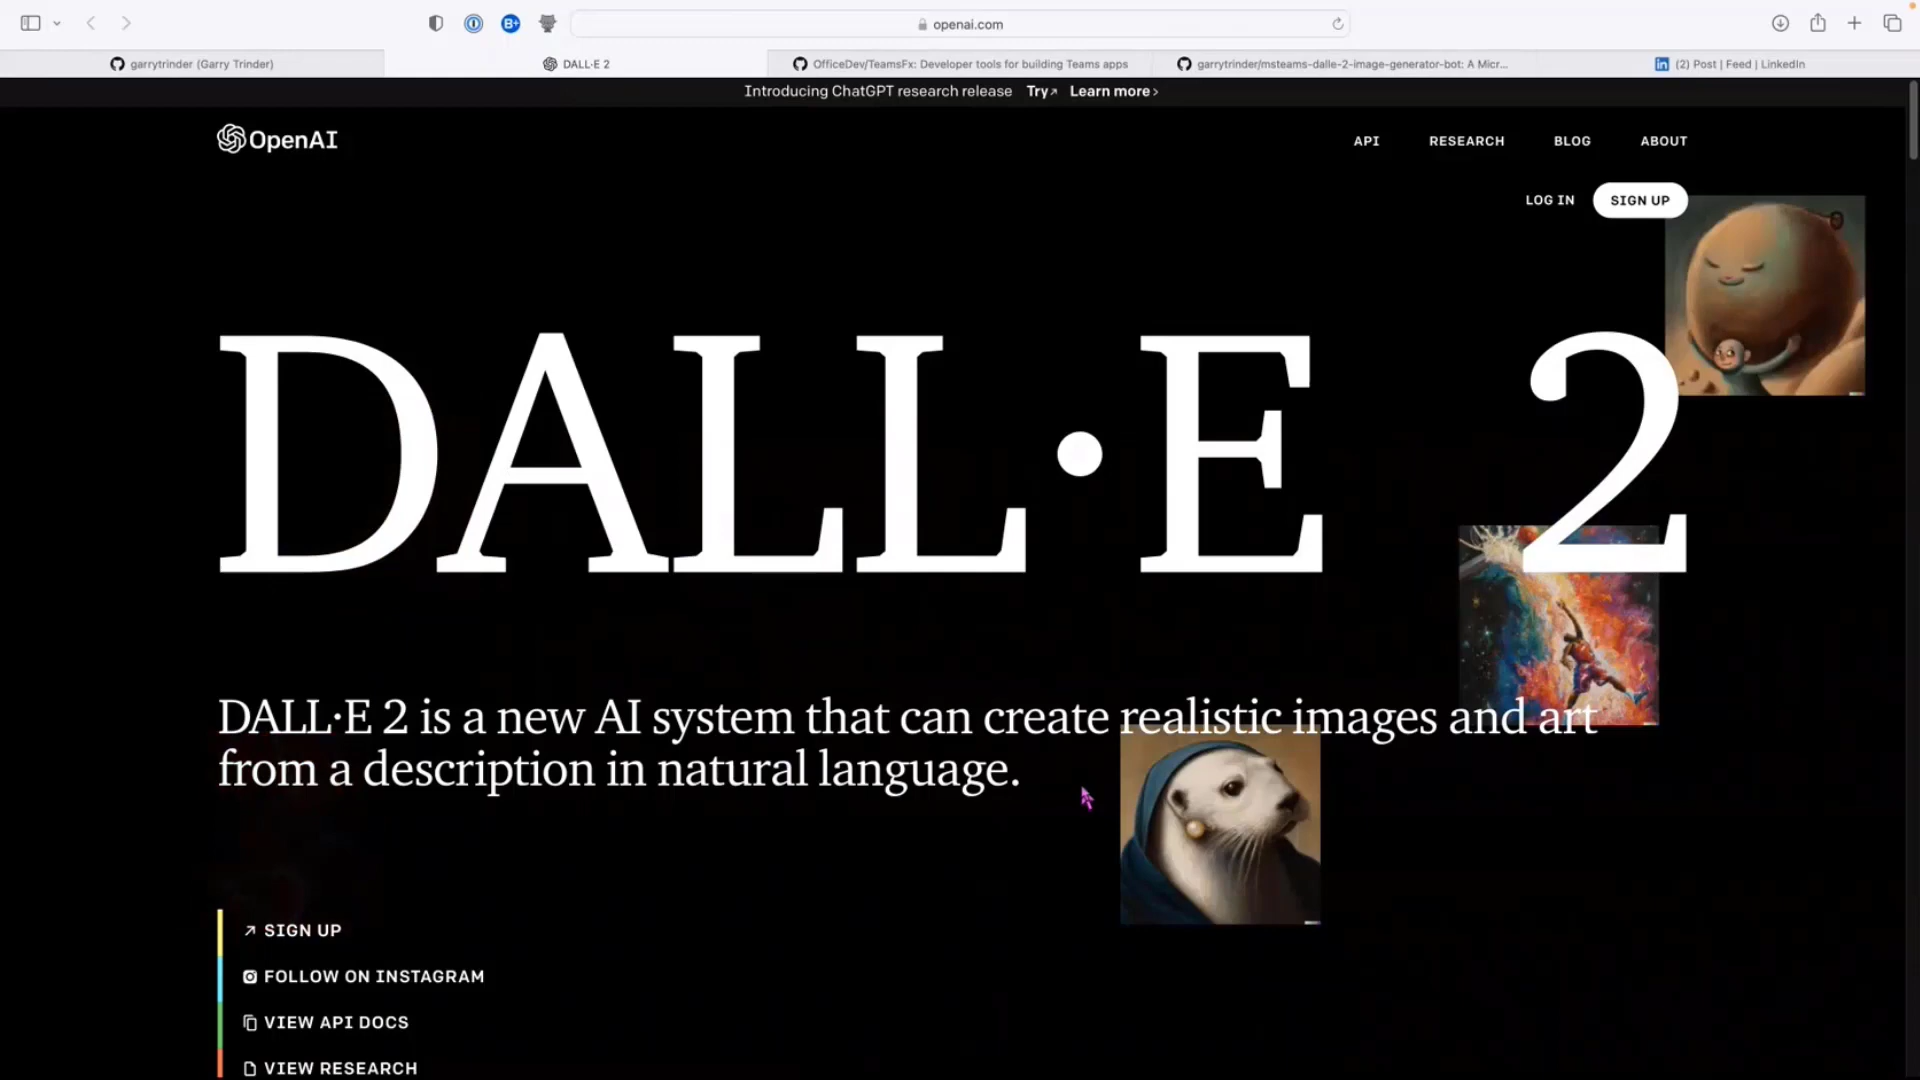 openai.com
garrytrinder (Garry Trinder)
DALL·E 2
OfficeDev/TeamsFx: Developer tools for building Teams apps
garrytrinder/msteams-dalle-2-image-generator-bot: A Micr...
(2) Post | Feed | LinkedIn
Introducing ChatGPT research release Try↗ Learn more ›
OpenAI
API RESEARCH BLOG ABOUT
LOG IN SIGN UP
DALL·E 2
DALL·E 2 is a new AI system that can create realistic images and art
from a description in natural language.
SIGN UP
FOLLOW ON INSTAGRAM
VIEW API DOCS
VIEW RESEARCH